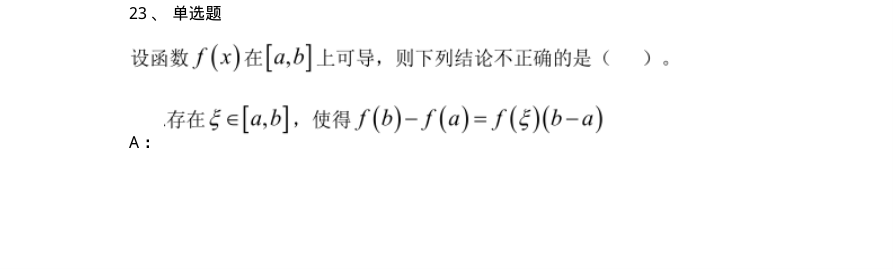 23 、 单选题
设函数 f(x) 在[a,b]上可导，则下列结论不正确的是（ ）。
.存在 ξ∈[a,b]，使得 f(b)−f(a)=f(ξ)(b−a)
A：